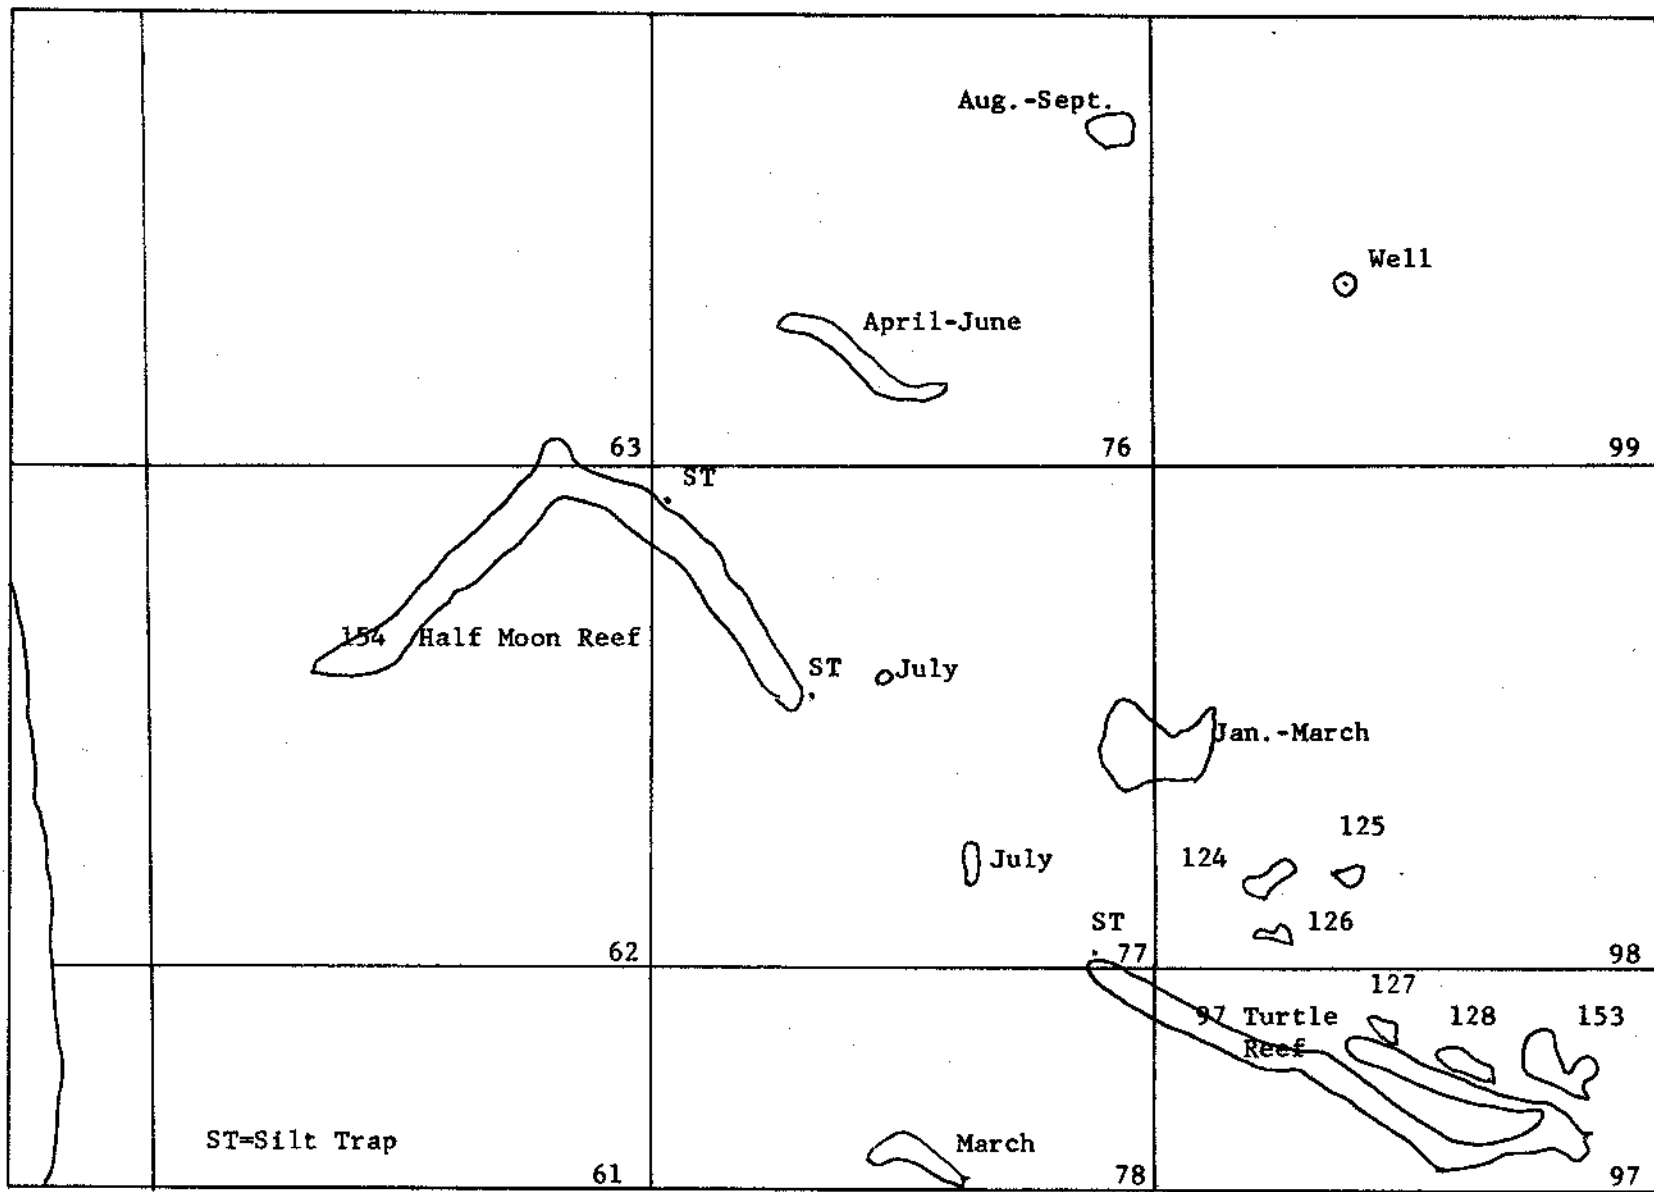 Aug.-Sept.
Well
April-June
63
76
99
ST
154 Half Moon Reef
ST
July
Jan.-March
125
124
July
126
ST
62
77
98
127
97 Turtle
Reef
128
153
ST=Silt Trap
March
61
78
97